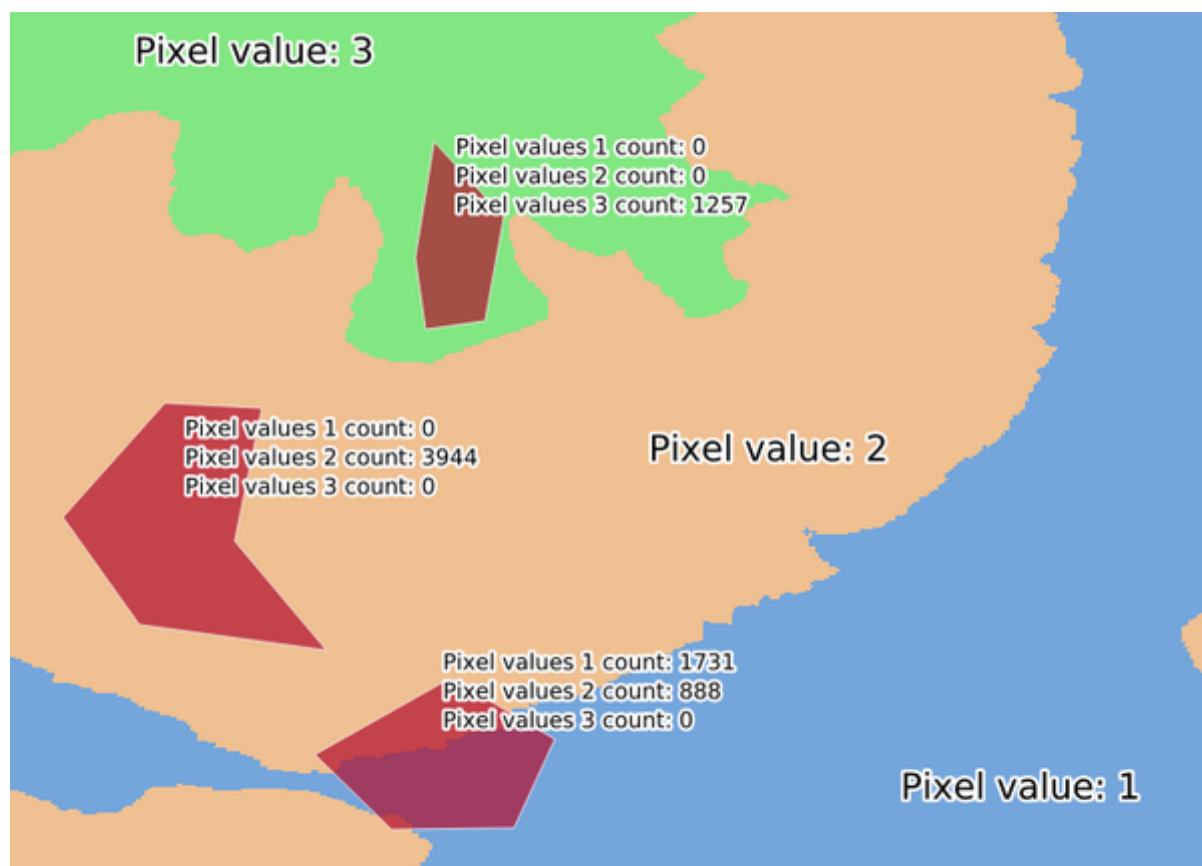 Pixel value: 3
Pixel values 1 count: 0
Pixel values 2 count: 0
Pixel values 3 count: 1257
Pixel values 1 count: 0
Pixel values 2 count: 3944
Pixel values 3 count: 0
Pixel value: 2
Pixel values 1 count: 1731
Pixel values 2 count: 888
Pixel values 3 count: 0
Pixel value: 1